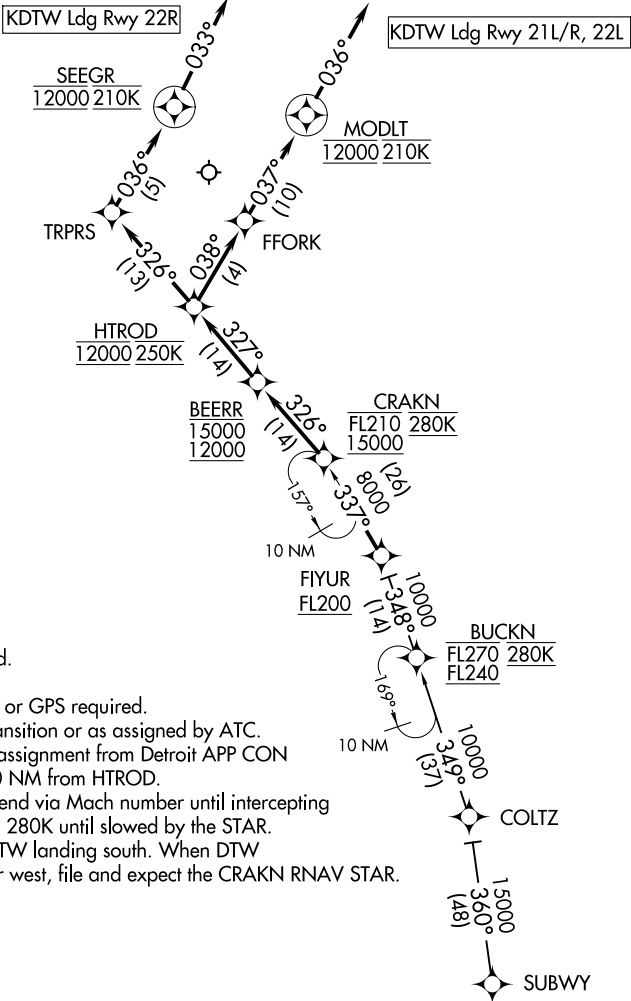 KDTW Ldg Rwy 22R
033°
036°
KDTW Ldg Rwy 21L/R, 22L
SEEGR
12000 210K
MODLT
12000 210K
036°
(5)
037°
(10)
TRPRS
FFORK
326°
(13)
038°
(4)
HTROD
12000 250K
327°
(14)
BEERR
15000
12000
326°
(14)
CRAKN
FL210 280K
15000
(26)
8000
337°
157°
10 NM
FIYUR
FL200
10000
348°
(14)
BUCKN
FL270 280K
FL240
169°
10 NM
10000
349°
(37)
COLTZ
15000
360°
(48)
SUBWY
d.
or GPS required.
ansition or as assigned by ATC.
assignment from Detroit APP CON
0 NM from HTROD.
end via Mach number until intercepting
280K until slowed by the STAR.
TW landing south. When DTW
r west, file and expect the CRAKN RNAV STAR.